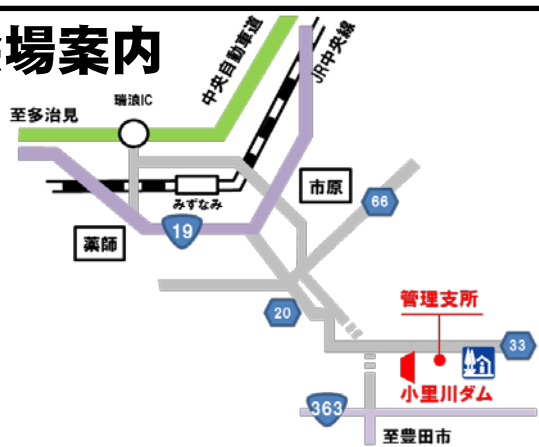 場案内
中央自動車道
JR中央線
瑞浪IC
至多治見
みずなみ
市原
66
薬師
19
20
管理支所
33
小里川ダム
363
至豊田市